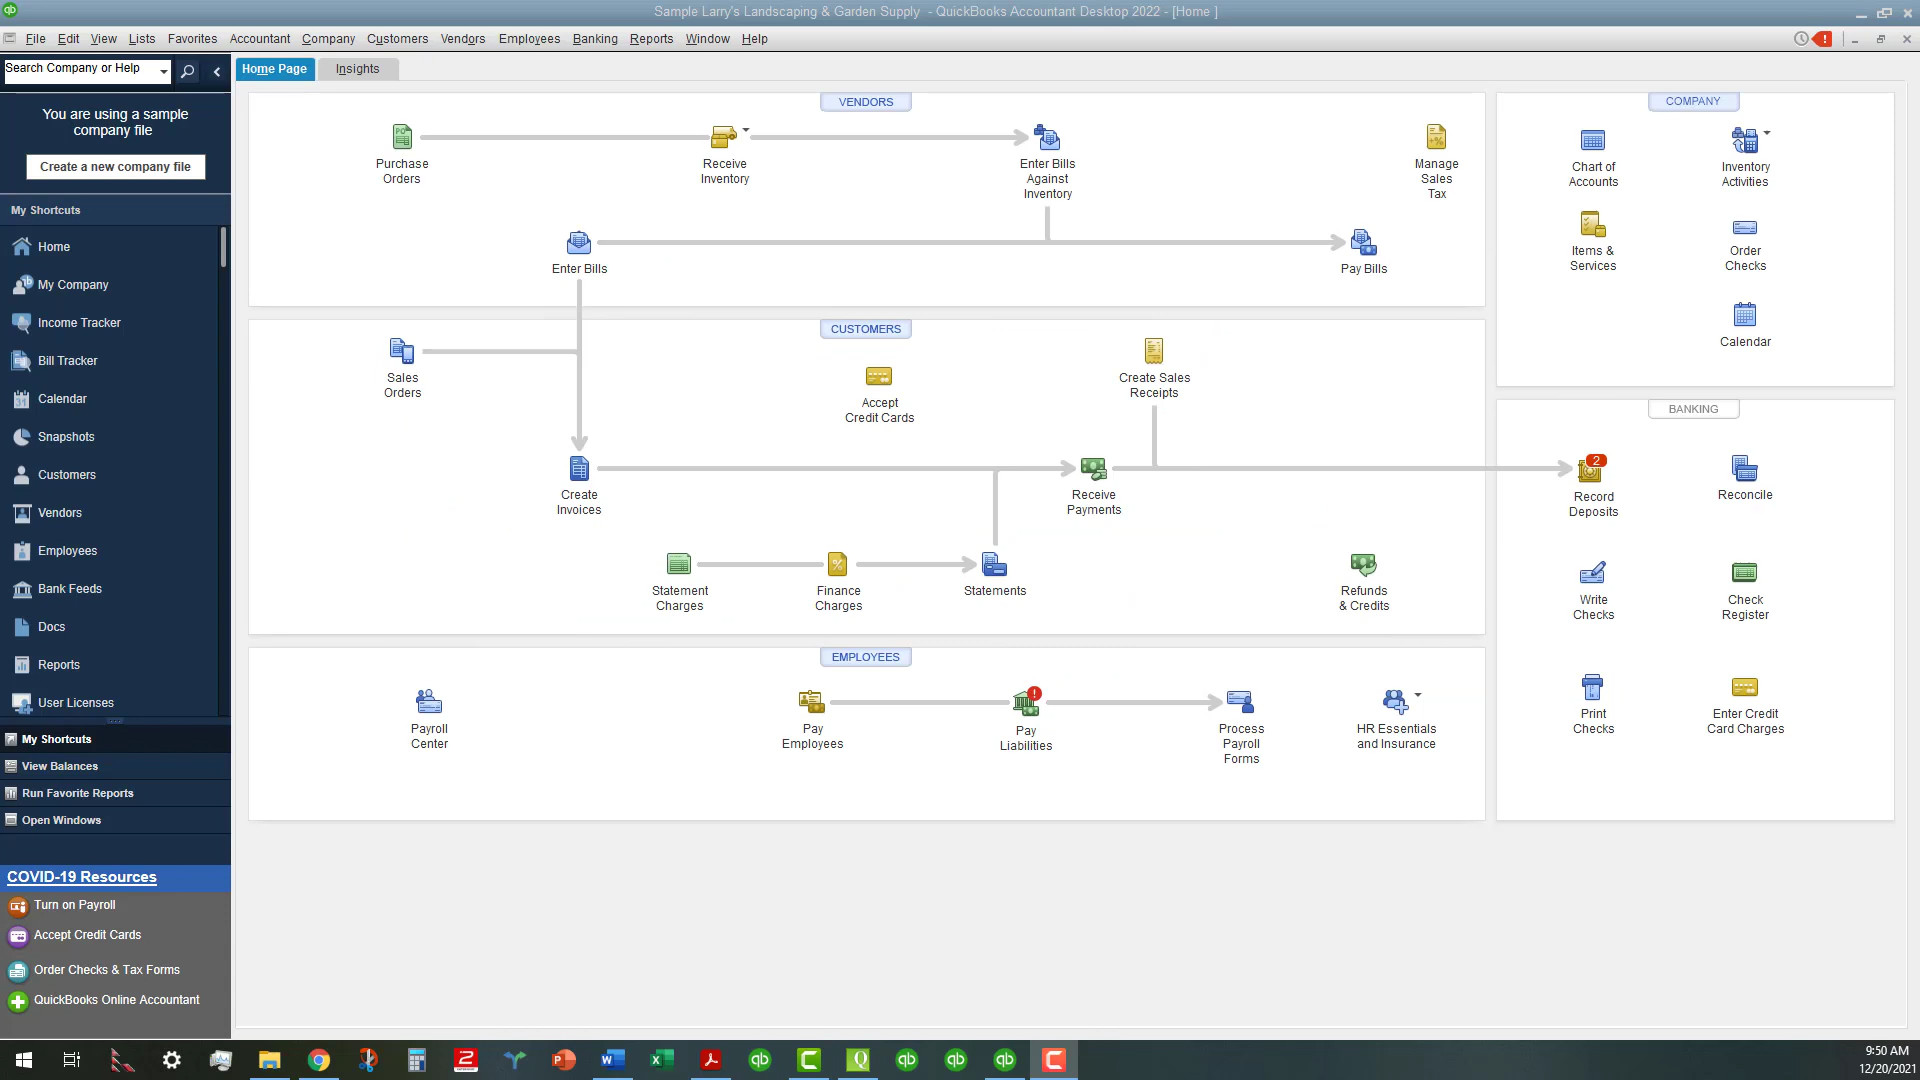 Sample Larry's Landscaping & Garden Supply - QuickBooks Accountant Desktop 2022 - [Home ]
File Edit View Lists Favorites Accountant Company Customers Vendors Employees Banking Reports Window Help
Search Company or Help
Home Page Insights
You are using a sample
company file
Create a new company file
My Shortcuts
Home
My Company
Income Tracker
Bill Tracker
Calendar
Snapshots
Customers
Vendors
Employees
Bank Feeds
Docs
Reports
User Licenses
My Shortcuts
View Balances
Run Favorite Reports
Open Windows
COVID-19 Resources
Turn on Payroll
Accept Credit Cards
Order Checks & Tax Forms
QuickBooks Online Accountant
VENDORS
Purchase
Orders
Receive
Inventory
Enter Bills
Against
Inventory
Manage
Sales
Tax
Enter Bills
Pay Bills
CUSTOMERS
Sales
Orders
Accept
Credit Cards
Create Sales
Receipts
Create
Invoices
Receive
Payments
Statement
Charges
Finance
Charges
Statements
Refunds
& Credits
EMPLOYEES
Payroll
Center
Pay
Employees
Pay
Liabilities
Process
Payroll
Forms
HR Essentials
and Insurance
COMPANY
Chart of
Accounts
Inventory
Activities
Items &
Services
Order
Checks
Calendar
BANKING
2
Record
Deposits
Reconcile
Write
Checks
Check
Register
Print
Checks
Enter Credit
Card Charges
9:50 AM
12/20/2021